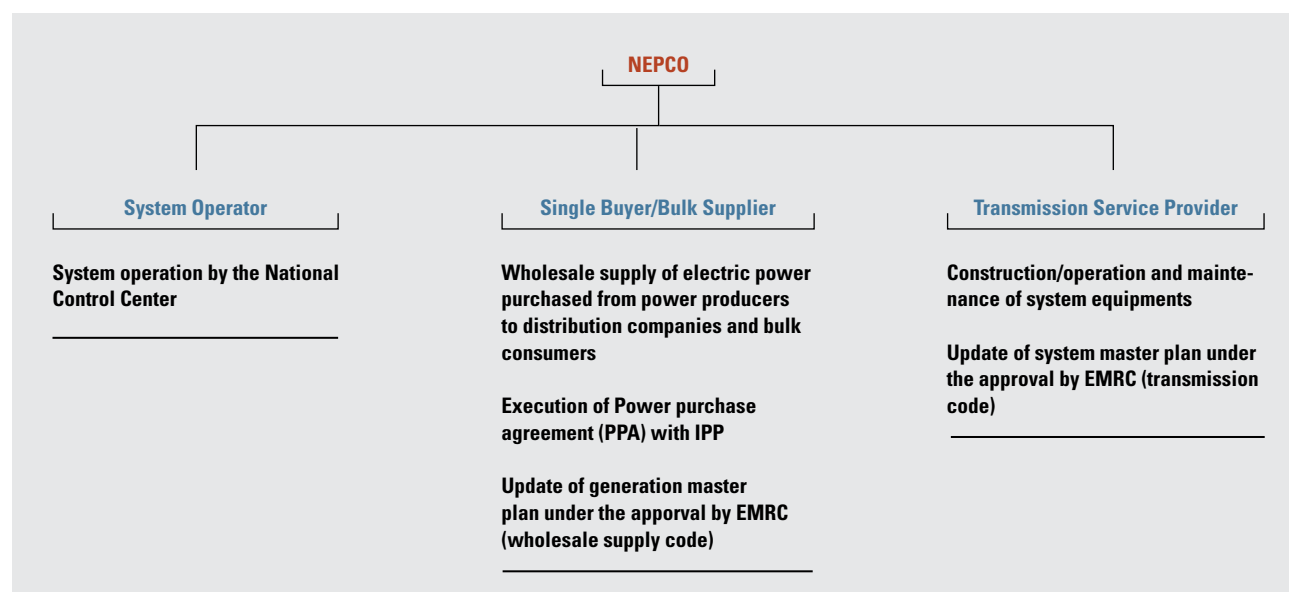 NEPCO
System Operator
System operation by the National
Control Center
Single Buyer/Bulk Supplier
Wholesale supply of electric power
purchased from power producers
to distribution companies and bulk
consumers
Execution of Power purchase
agreement (PPA) with IPP
Update of generation master
plan under the apporval by EMRC
(wholesale supply code)
Transmission Service Provider
Construction/operation and mainte-
nance of system equipments
Update of system master plan under
the approval by EMRC (transmission
code)